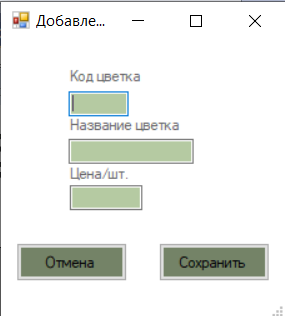 Добавле...
Код цветка
Название цветка
Цена/шт.
Отмена
Сохранить